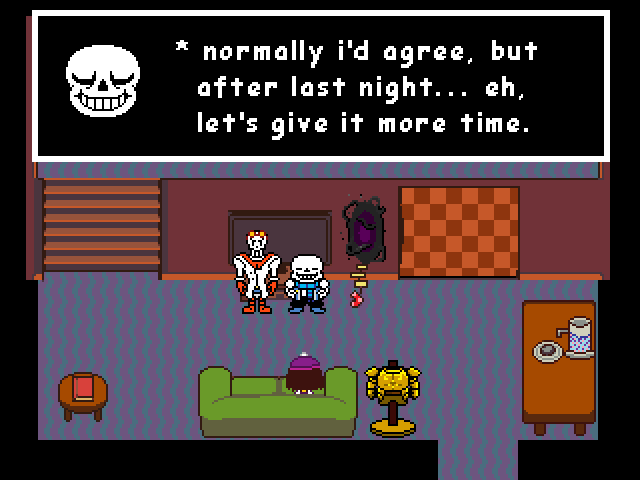 * normally i'd agree, but
after last night... eh,
let's give it more time.